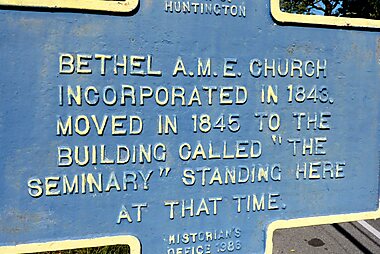 HUNTINGTON
BETHEL A.M.E. CHURCH
INCORPORATED IN 1843.
MOVED IN 1845 TO THE
BUILDING CALLED "THE
SEMINARY" STANDING HERE
AT THAT TIME.
HISTORIAN'S
OFFICE 1986